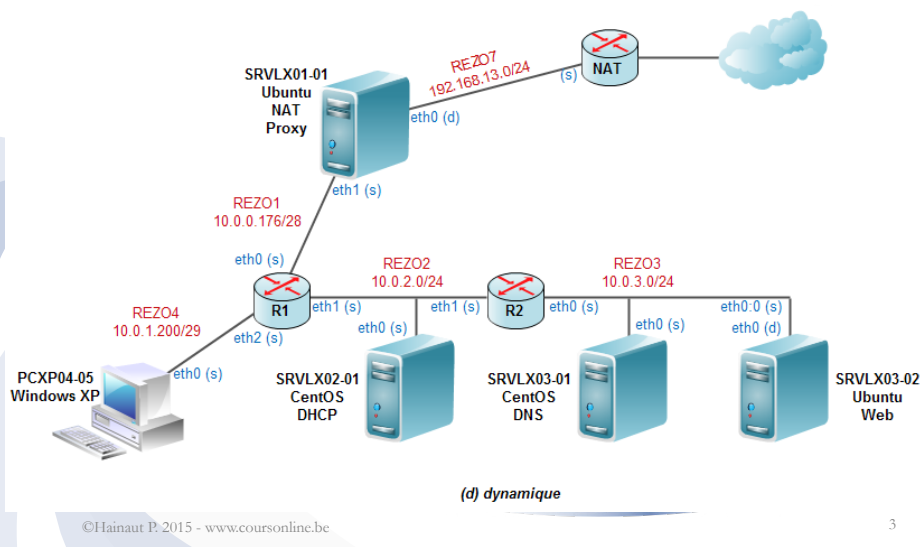 REZO7
192.168.13.0/24
(s)
NAT
SRVLX01-01
Ubuntu
NAT
Proxy
eth0 (d)
eth1 (s)
REZO1
10.0.0.176/28
eth0 (s)
R1
eth1 (s)
eth2 (s)
REZO2
10.0.2.0/24
eth1 (s)
R2
eth0 (s)
REZO3
10.0.3.0/24
eth0:0 (s)
eth0 (d)
REZO4
10.0.1.200/29
eth0 (s)
PCXP04-05
Windows XP
eth0 (s)
SRVLX02-01
CentOS
DHCP
eth0 (s)
SRVLX03-01
CentOS
DNS
SRVLX03-02
Ubuntu
Web
(d) dynamique
©Hainaut P. 2015 - www.coursonline.be
3